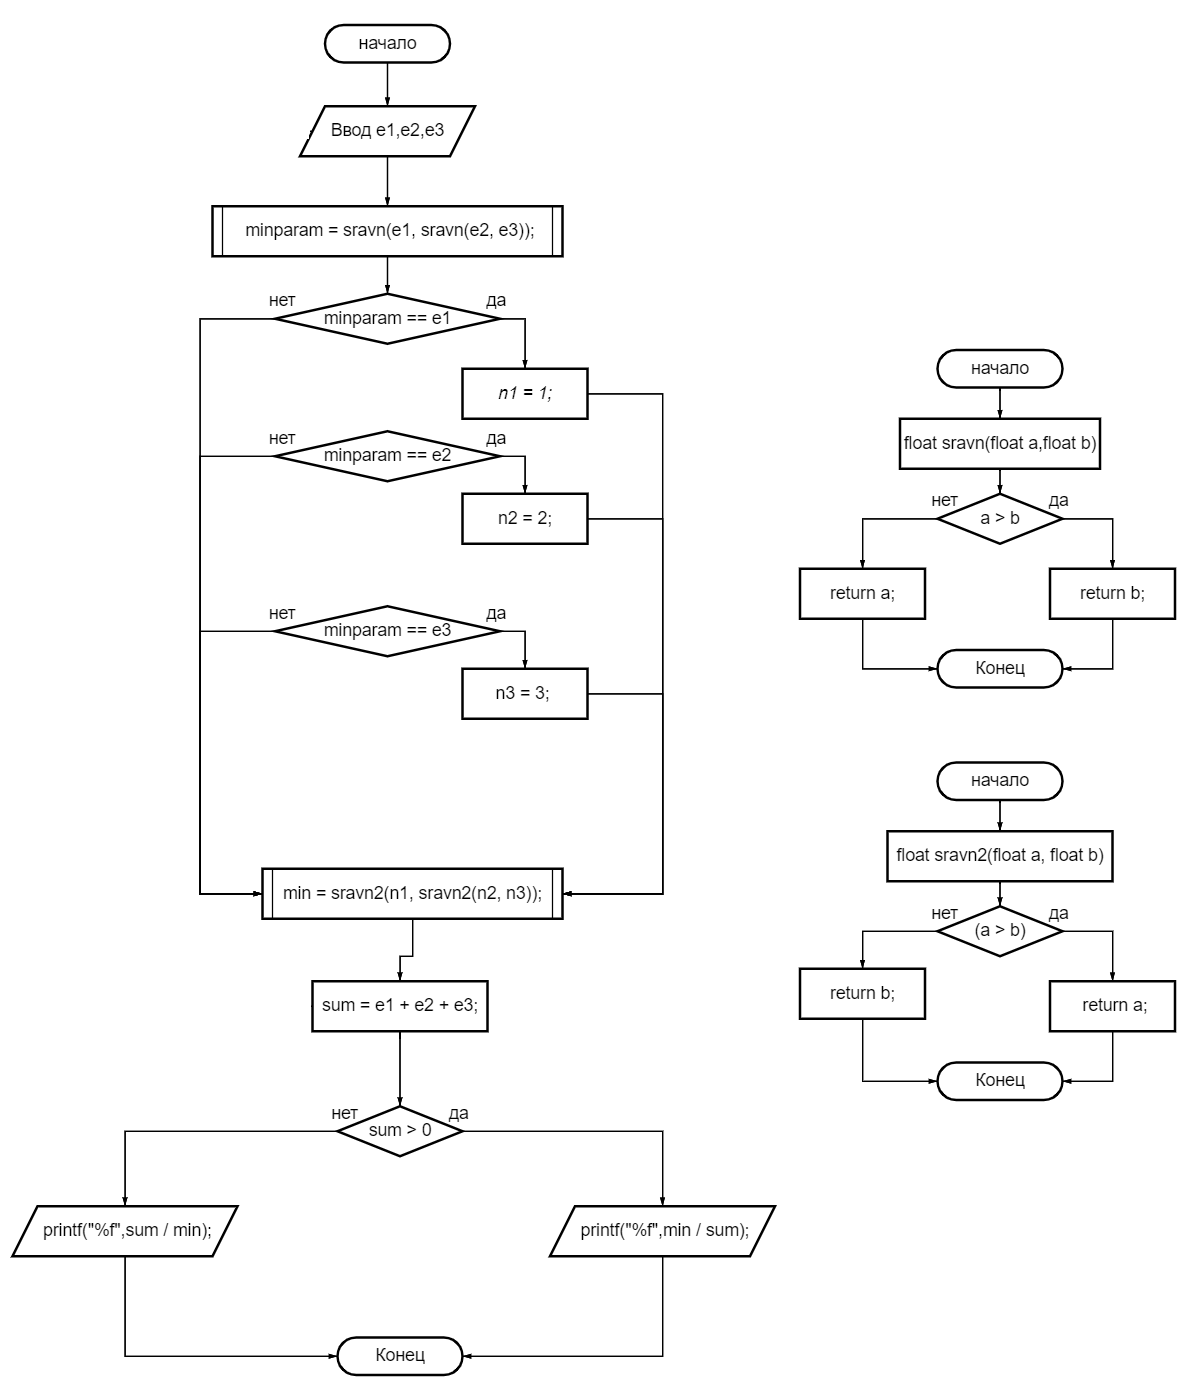 начало
Ввод e1,e2,e3
minparam = sravn(e1, sravn(e2, e3));
нет
да
minparam == e1
n1 = 1;
нет
да
minparam == e2
n2 = 2;
нет
да
minparam == e3
n3 = 3;
min = sravn2(n1, sravn2(n2, n3));
sum = e1 + e2 + e3;
нет
да
sum > 0
printf("%f",sum / min);
printf("%f",min / sum);
Конец
начало
float sravn(float a,float b)
нет
да
a > b
return a;
return b;
Конец
начало
float sravn2(float a, float b)
нет
да
(a > b)
return b;
return a;
Конец